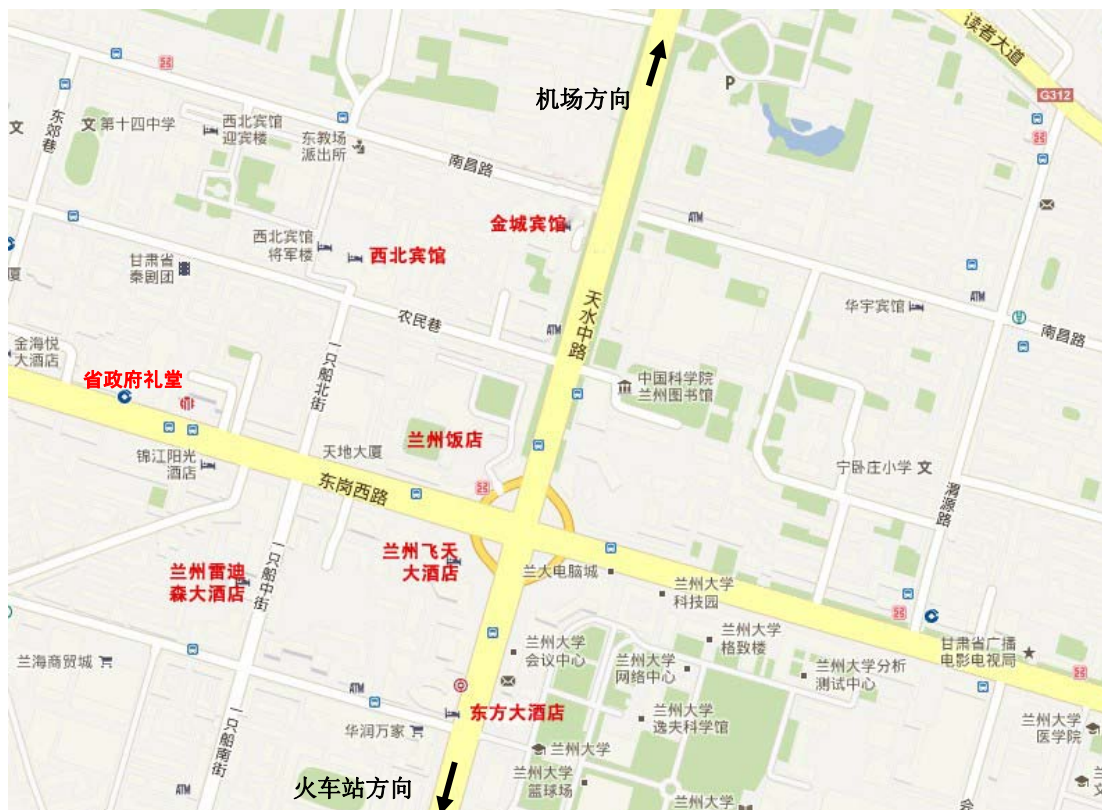 读者大道
机场方向
P
G312
东郊巷
文
文 第十四中学
西北宾馆
迎宾楼
东教场
派出所
南昌路
ATM
金城宾馆
西北宾馆
将军楼
西北宾馆
甘肃省
秦剧团
厦
农民巷
ATM
天水中路
华宇宾馆
ATM
南昌路
金海悦
大酒店
一只船北街
省政府礼堂
中国科学院
兰州图书馆
兰州饭店
天地大厦
锦江阳光
酒店
东岗西路
宁卧庄小学 文
渭源路
兰州飞天
大酒店
兰州雷迪
森大酒店
一只船中街
兰大电脑城
兰州大学
科技园
兰州大学
会议中心
兰州大学
格致楼
兰州大学
网络中心
兰州大学分析
测试中心
甘肃省广播
电影电视局
兰海商贸城
ATM
东方大酒店
兰州大学
逸夫科学馆
兰州大学
医学院
华润万家
一只船南街
兰州大学
兰州大学
篮球场
火车站方向
ATM
兰州大学
兰
文
会